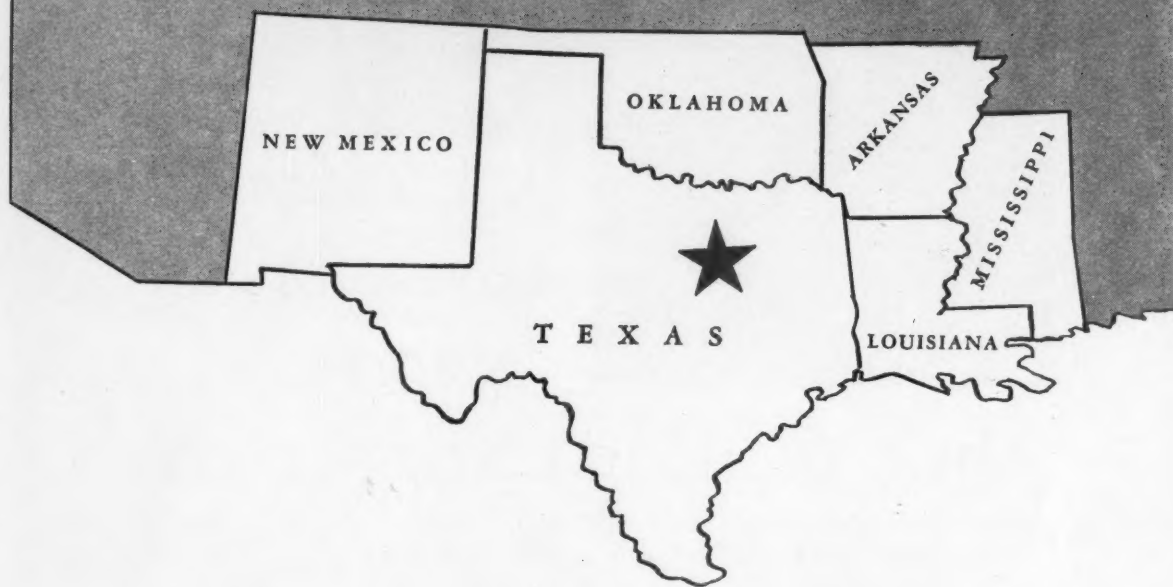 OKLAHOMA
ARKANSAS
NEW MEXICO
MISSISSIPPI
TEXAS
LOUISIANA